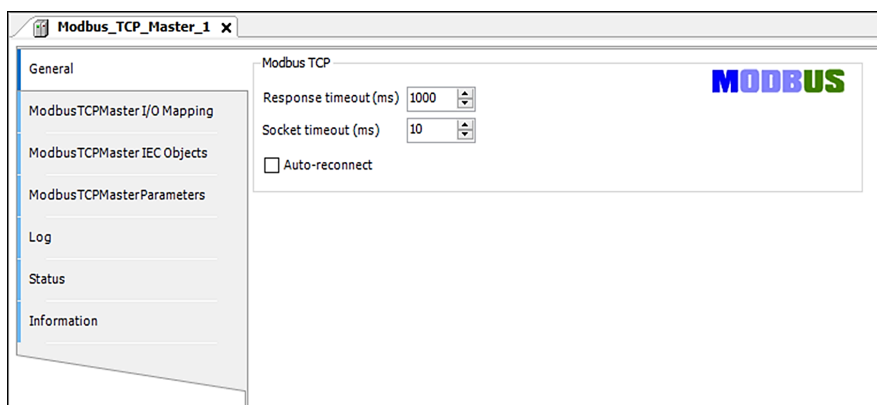 Modbus_TCP_Master_1 X
General
ModbusTCPMaster I/O Mapping
ModbusTCPMaster IEC Objects
ModbusTCPMasterParameters
Log
Status
Information
Modbus TCP
MODBUS
Response timeout (ms) 1000
Socket timeout (ms) 10
Auto-reconnect